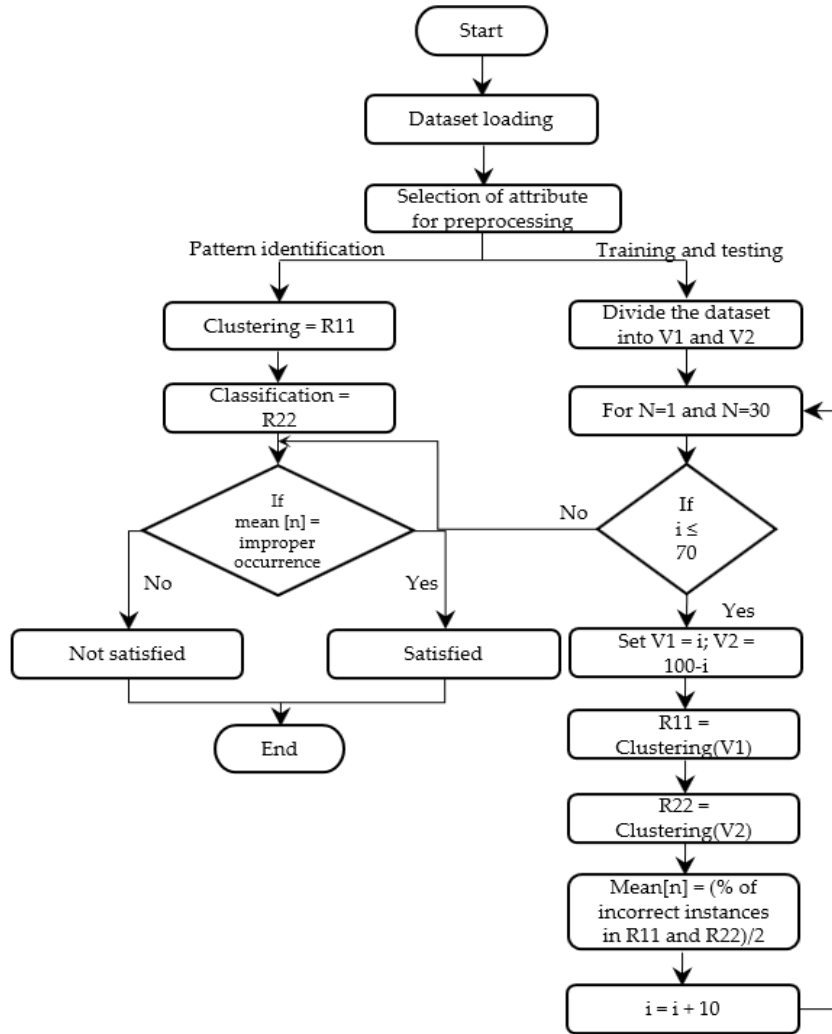 Start
Dataset loading
Selection of attribute
for preprocessing
Pattern identification
Training and testing
Clustering = R11
Divide the dataset
into V1 and V2
Classification =
R22
For N=1 and N=30
If
mean [n] =
improper
occurrence
If
i ≤
70
No
No
Yes
Yes
Not satisfied
Satisfied
Set V1 = i; V2 =
100-i
End
R11 =
Clustering(V1)
R22 =
Clustering(V2)
Mean[n] = (% of
incorrect instances
in R11 and R22)/2
i = i + 10